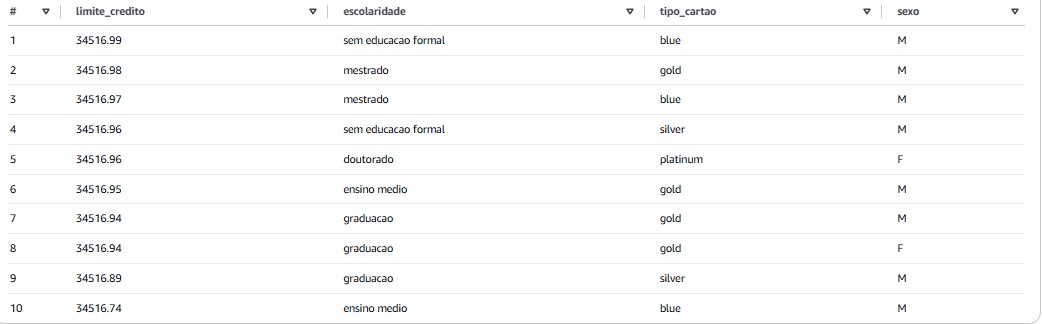 # limite_credito escolaridade tipo_cartao sexo
1 34516.99 sem educacao formal blue M
2 34516.98 mestrado gold M
3 34516.97 mestrado blue M
4 34516.96 sem educacao formal silver M
5 34516.96 doutorado platinum F
6 34516.95 ensino medio gold M
7 34516.94 graduacao gold M
8 34516.94 graduacao gold F
9 34516.89 graduacao silver M
10 34516.74 ensino medio blue M